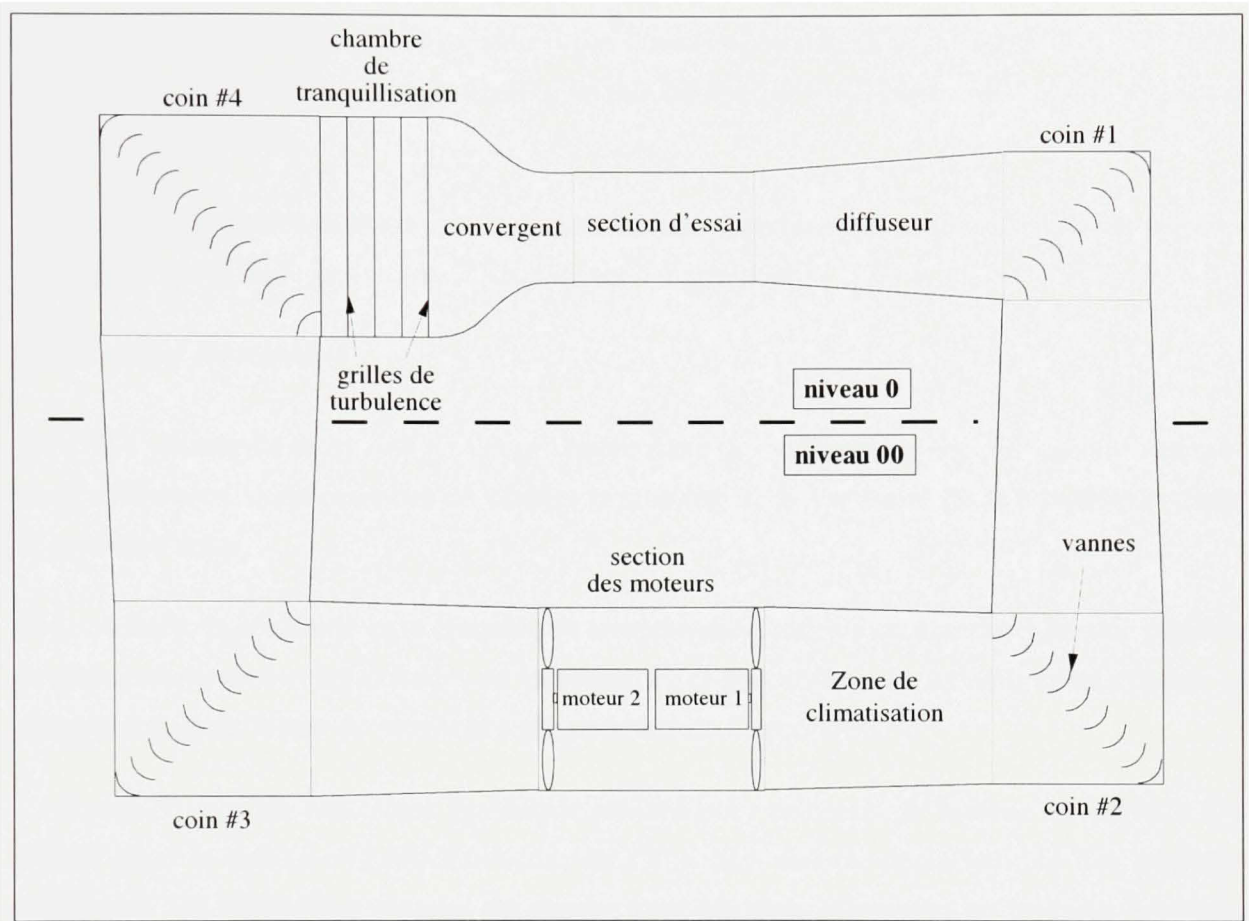 chambre
de
tranquillisation
coin #4
coin #1
convergent
section d'essai
diffuseur
grilles de
turbulence
niveau 0
niveau 00
vannes
section
des moteurs
moteur 2
moteur 1
Zone de
climatisation
coin #3
coin #2